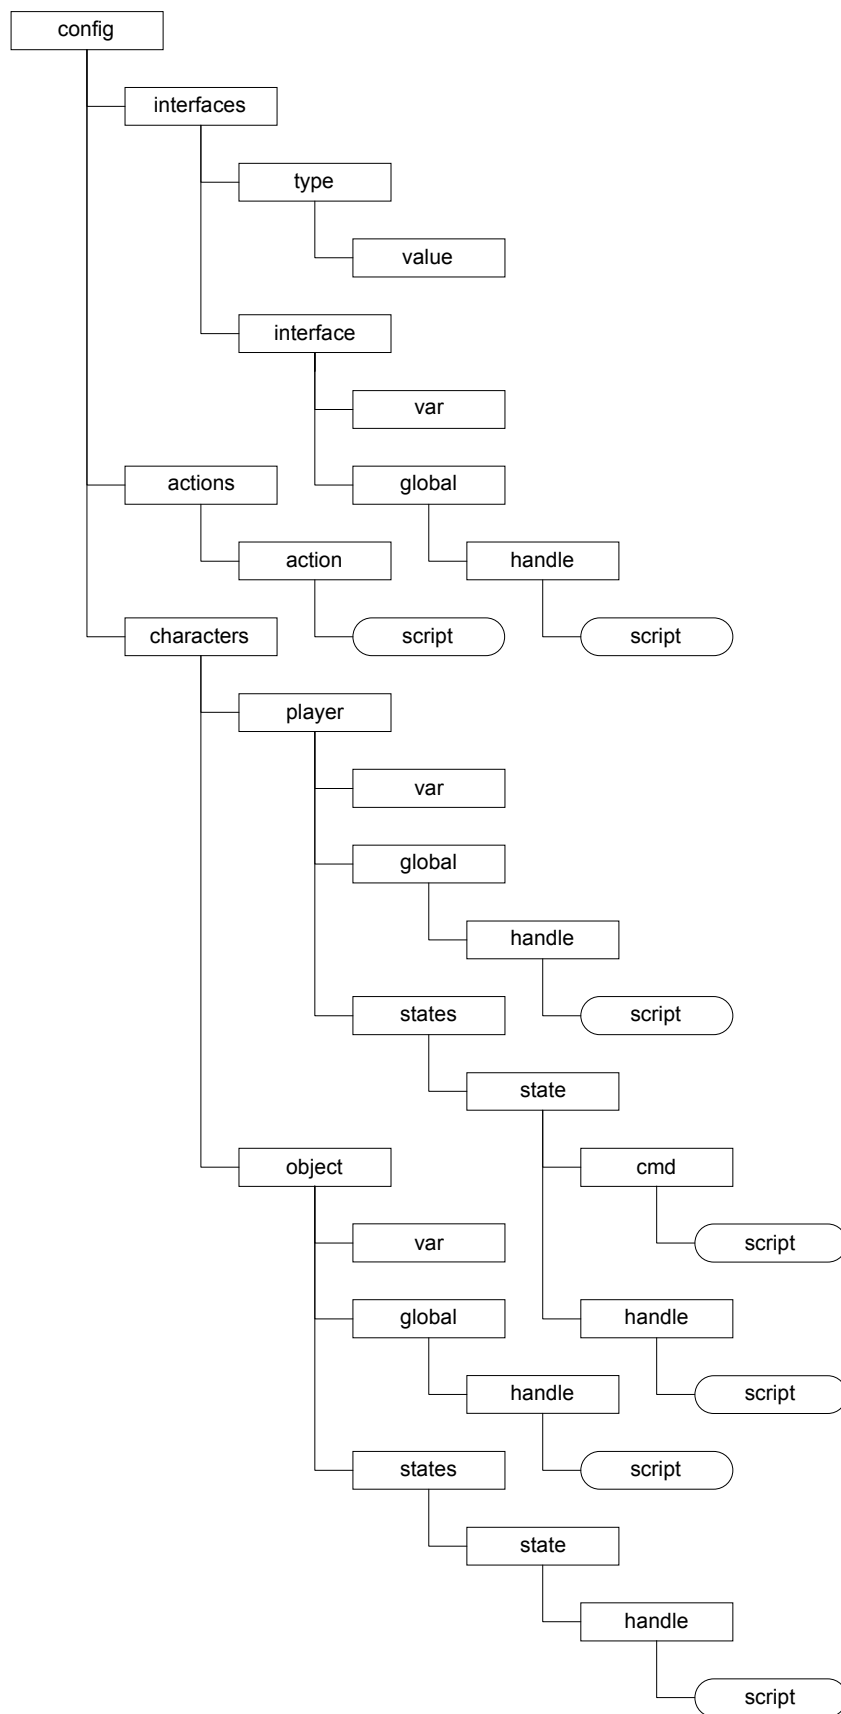 config
interfaces
type
value
interface
var
actions
global
action
handle
characters
script
script
player
var
global
handle
states
script
state
object
cmd
var
script
global
handle
handle
script
states
script
state
handle
script